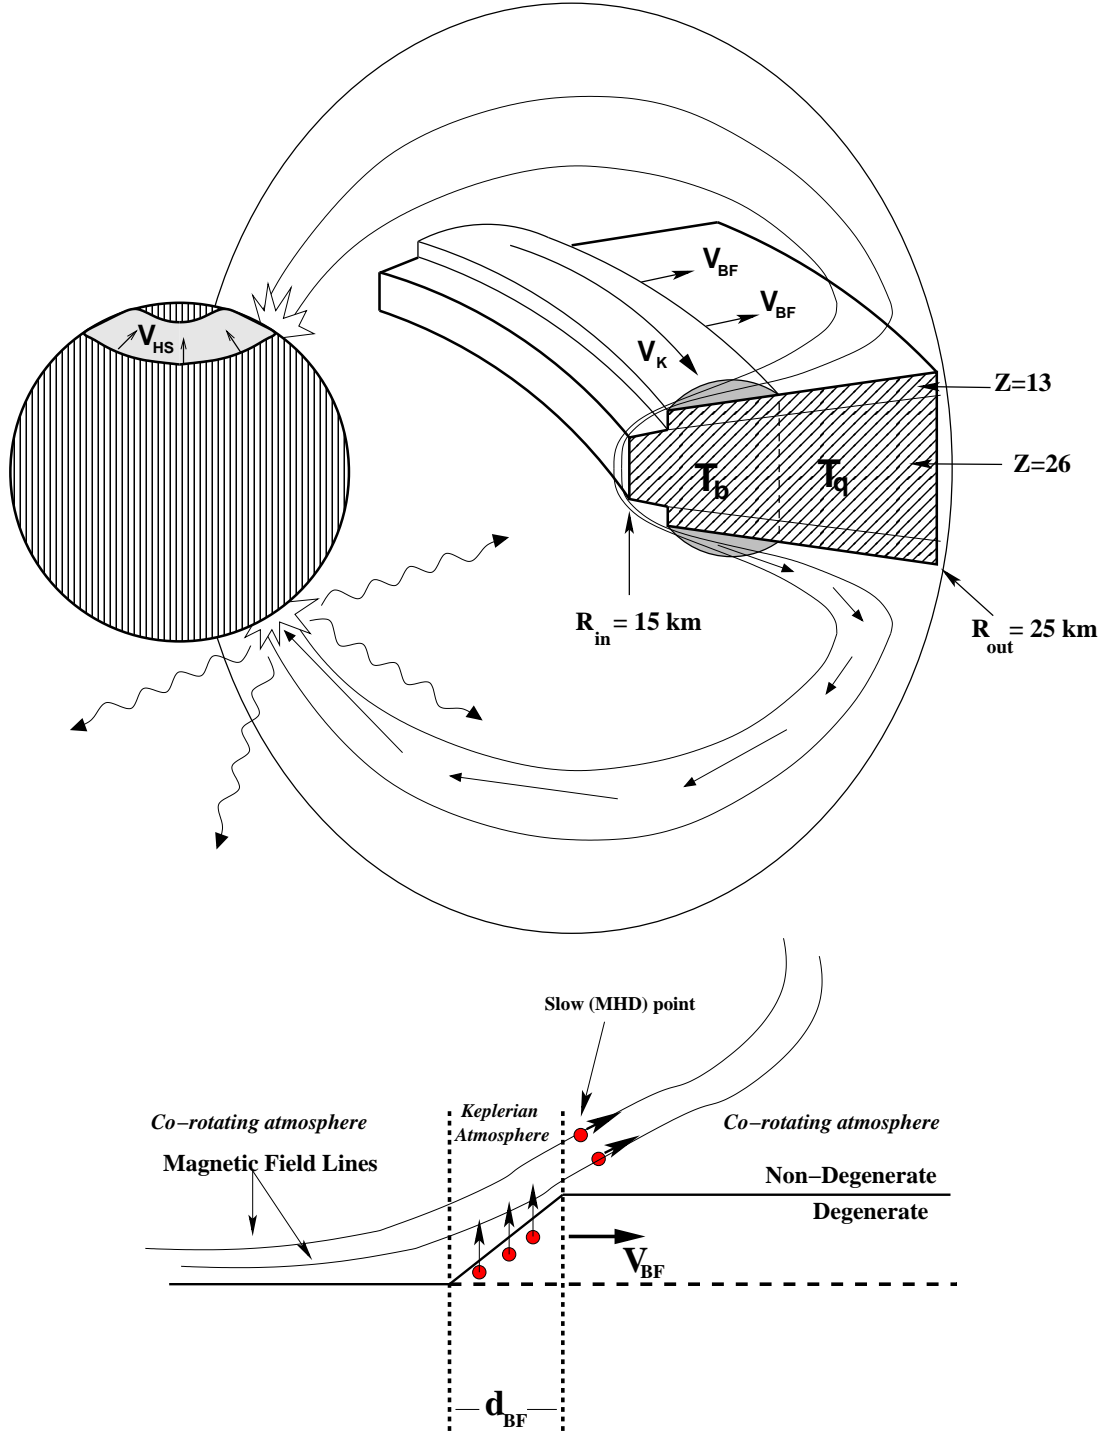 V_BF
V_BF
V_HS
V_K
Z=13
Z=26
T_b
T_q
R_in = 15 km
R_out = 25 km
Slow (MHD) point
Keplerian
Atmosphere
Co−rotating atmosphere
Co−rotating atmosphere
Magnetic Field Lines
Non−Degenerate
Degenerate
V_BF
d_BF